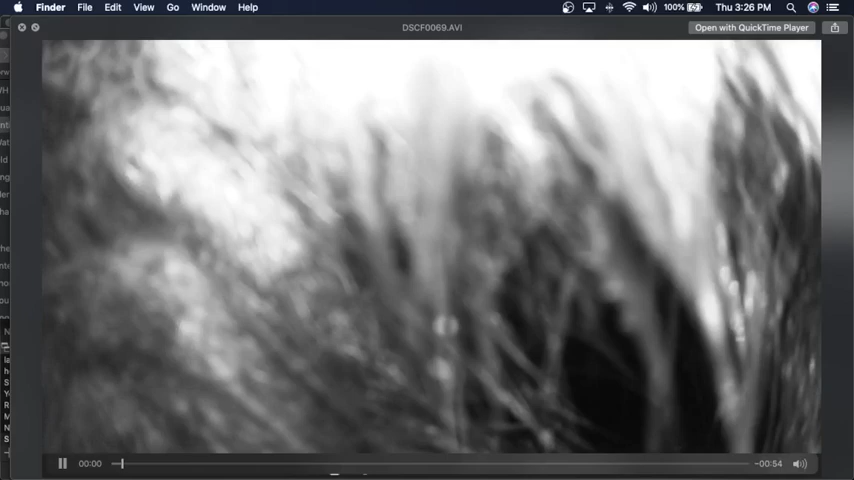 Finder File Edit View Go Window Help 100% Thu 3:26 PM
DSCF0069.AVI
Open with QuickTime Player
00:00
-00:54